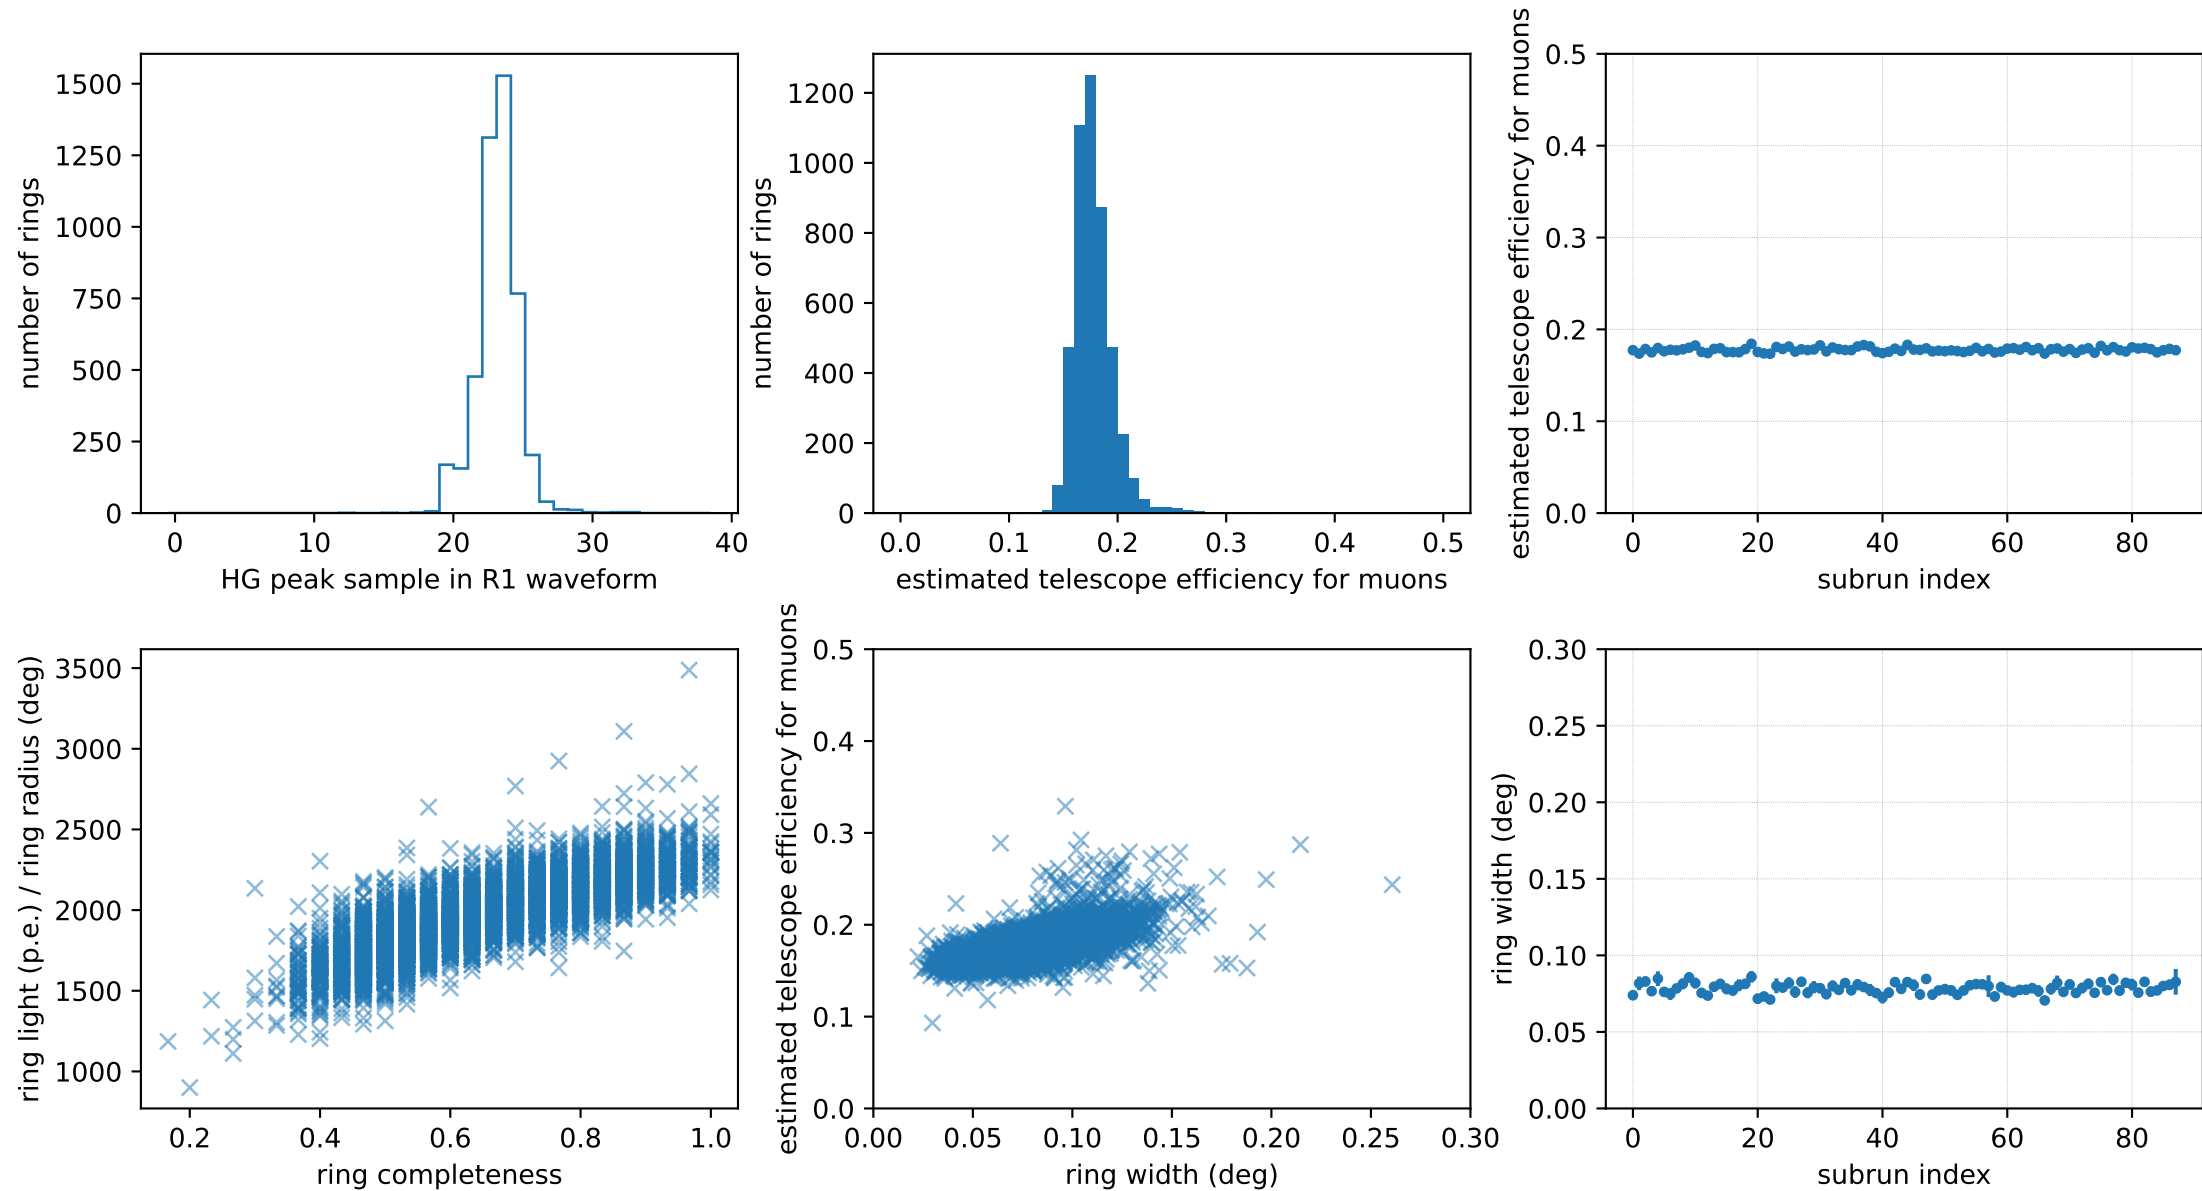 number of rings
1500
1250
1000
750
500
250
0
0 10 20 30 40
HG peak sample in R1 waveform
number of rings
1200
1000
800
600
400
200
0
0.0 0.1 0.2 0.3 0.4 0.5
estimated telescope efficiency for muons
estimated telescope efficiency for muons
0.5
0.4
0.3
0.2
0.1
0.0
0 20 40 60 80
subrun index
ring light (p.e.) / ring radius (deg)
3500
3000
2500
2000
1500
1000
0.2 0.4 0.6 0.8 1.0
ring completeness
estimated telescope efficiency for muons
0.5
0.4
0.3
0.2
0.1
0.0
0.00 0.05 0.10 0.15 0.20 0.25 0.30
ring width (deg)
ring width (deg)
0.30
0.25
0.20
0.15
0.10
0.05
0.00
0 20 40 60 80
subrun index